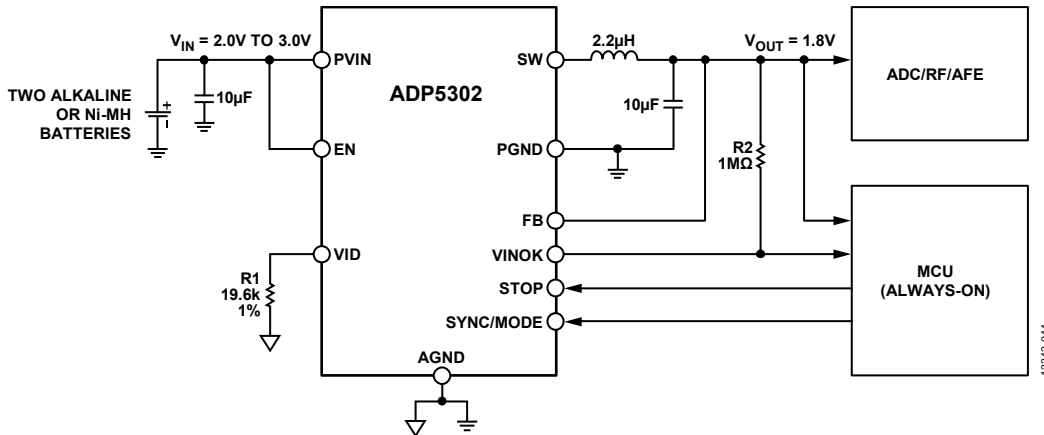 V_IN = 2.0V TO 3.0V
PVIN
SW
2.2µH
V_OUT = 1.8V
ADC/RF/AFE
TWO ALKALINE
OR Ni-MH
BATTERIES
+
–
10µF
ADP5302
10µF
EN
PGND
R2
1MΩ
FB
VID
VINOK
R1
19.6k
1%
STOP
SYNC/MODE
MCU
(ALWAYS-ON)
AGND